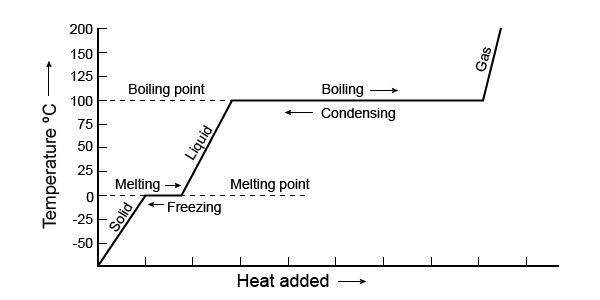 200
150
125
100
75
50
25
0
-25
-50
Temperature ºC
Boiling point
Boiling
Condensing
Gas
Liquid
Melting
Melting point
Freezing
Solid
Heat added